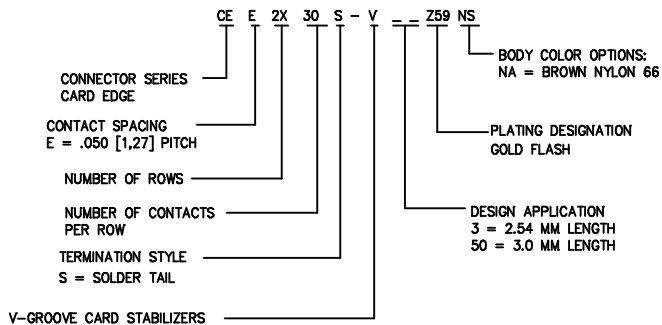 CE E 2X 30 S - V _ _ Z59 NS
BODY COLOR OPTIONS:
NA = BROWN NYLON 66
CONNECTOR SERIES
CARD EDGE
CONTACT SPACING
E = .050 [1,27] PITCH
PLATING DESIGNATION
GOLD FLASH
NUMBER OF ROWS
NUMBER OF CONTACTS
PER ROW
DESIGN APPLICATION
3 = 2.54 MM LENGTH
50 = 3.0 MM LENGTH
TERMINATION STYLE
S = SOLDER TAIL
V-GROOVE CARD STABILIZERS